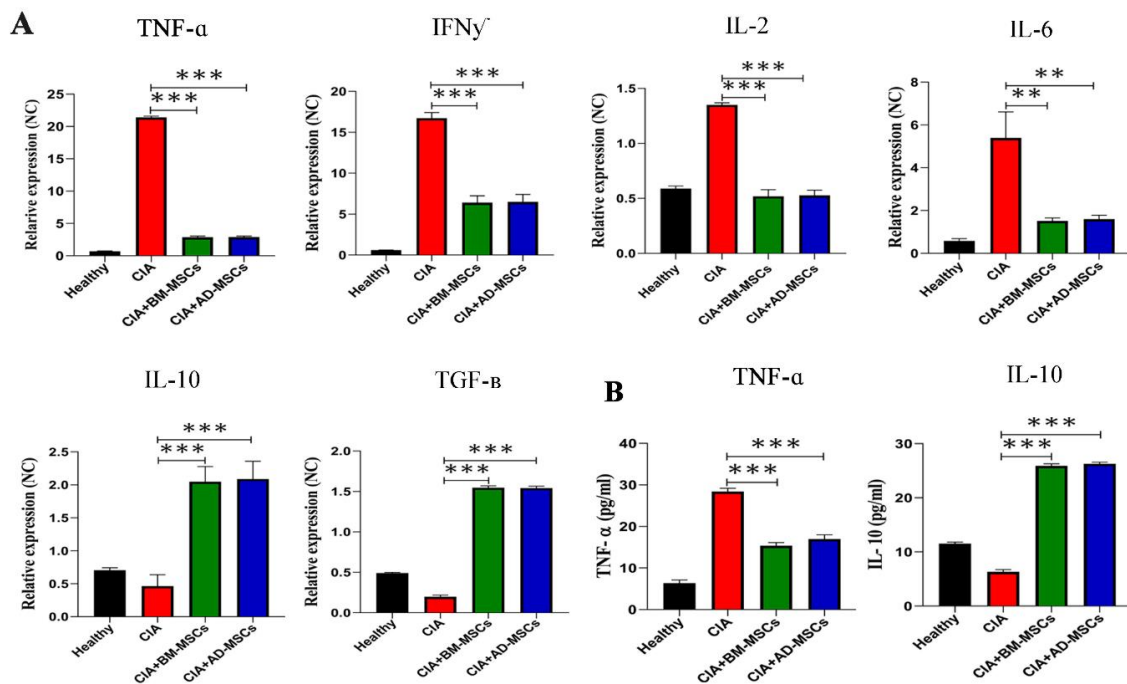 A
TNF-α
Relarive expression (NC)
25
20
15
10
5
0
***
***
Healthy
CIA
CIA+BM-MSCs
CIA+AD-MSCs
IFNγ
Relative expression (NC)
20
15
10
5
0
***
***
Healthy
CIA
CIA+BM-MSCs
CIA+AD-MSCs
IL-2
Relative expression (NC)
1.5
1.0
0.5
0.0
***
***
Healthy
CIA
CIA+BM-MSCs
CIA+AD-MSCs
IL-6
Relative expression (NC)
8
6
4
2
0
**
**
Healthy
CIA
CIA+BM-MSCs
CIA+AD-MSCs
IL-10
Relative expression (NC)
2.5
2.0
1.5
1.0
0.5
0.0
***
***
Healthy
CIA
CIA+BM-MSCs
CIA+AD-MSCs
TGF-в
Relative expression (NC)
2.0
1.5
1.0
0.5
0.0
***
***
Healthy
CIA
CIA+BM-MSCs
CIA+AD-MSCs
B
TNF-α
TNF- α (pg/ml)
40
30
20
10
0
***
***
Healthy
CIA
CIA+BM-MSCs
CIA+AD-MSCs
IL-10
IL- 10 (pg/ml)
30
20
10
0
***
***
Healthy
CIA
CIA+BM-MSCs
CIA+AD-MSCs